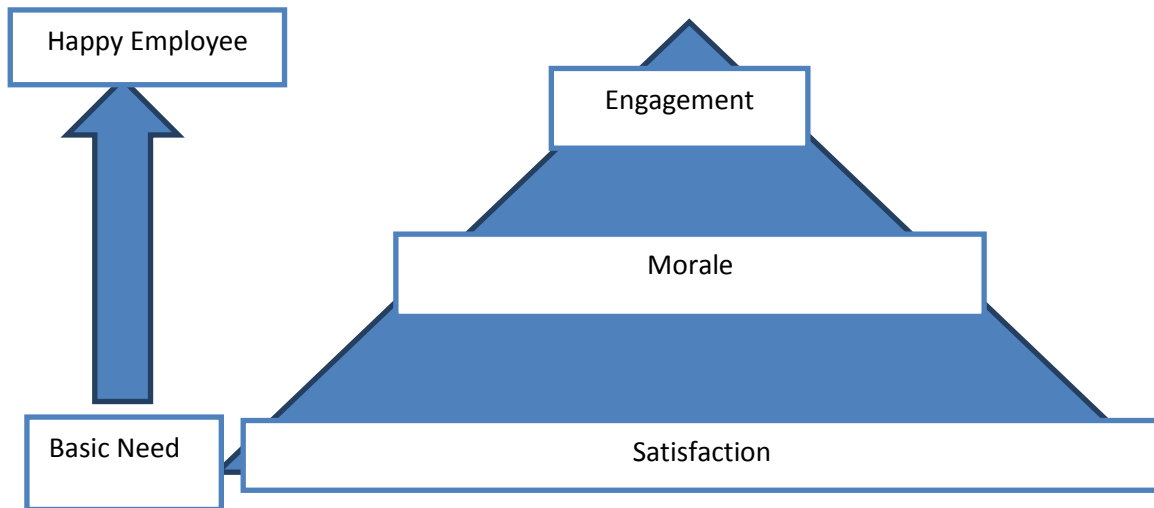 Happy Employee
Engagement
Morale
Basic Need
Satisfaction